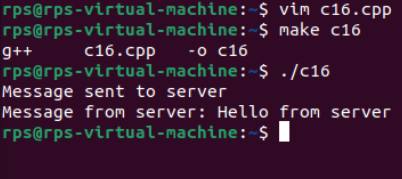 rps@rps-virtual-machine:~$ vim c16.cpp
rps@rps-virtual-machine:~$ make c16
g++     c16.cpp   -o c16
rps@rps-virtual-machine:~$ ./c16
Message sent to server
Message from server: Hello from server
rps@rps-virtual-machine:~$